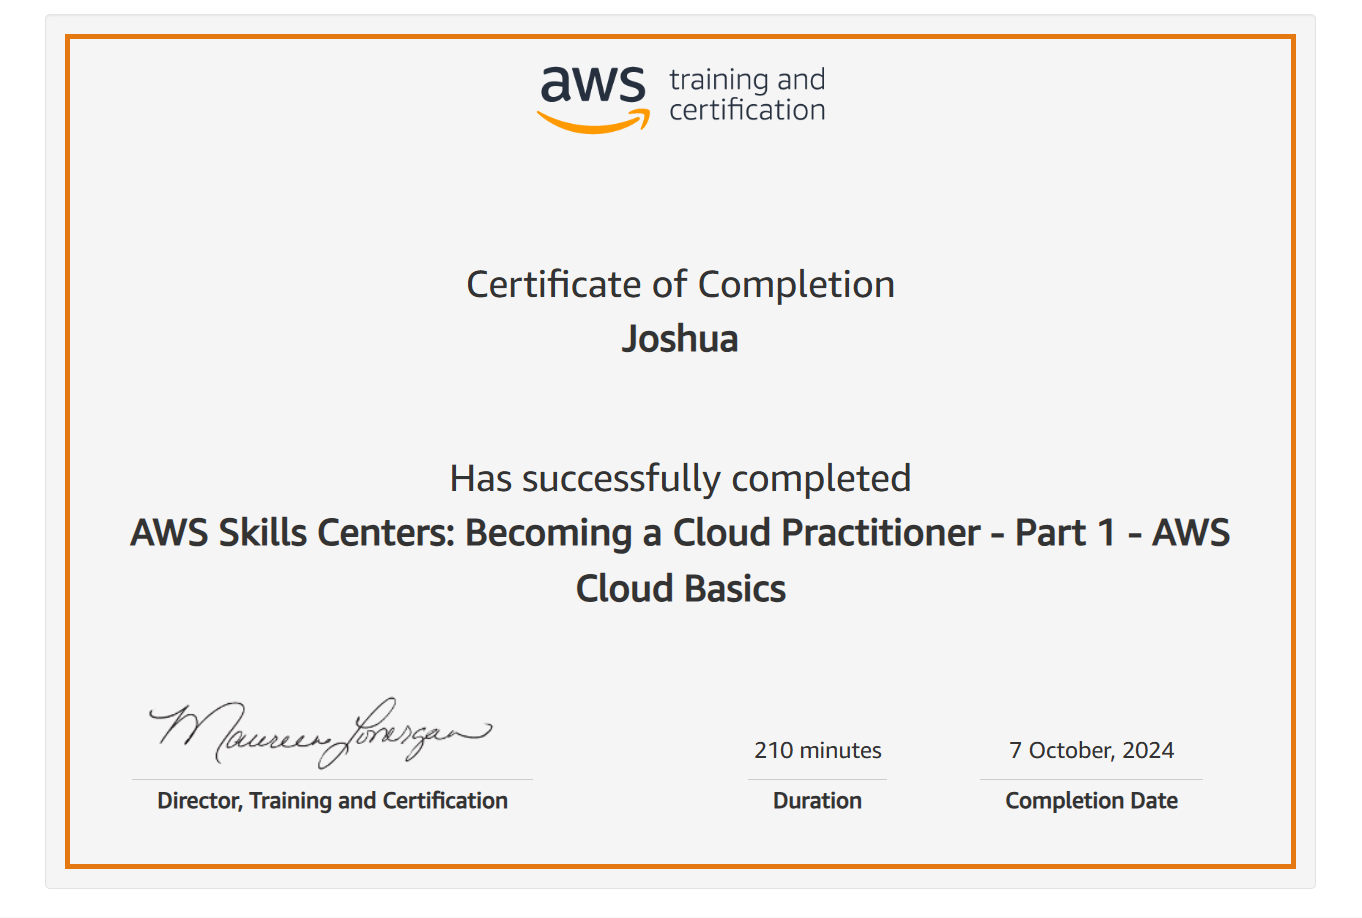 aws training and
certification
Certificate of Completion
Joshua
Has successfully completed
AWS Skills Centers: Becoming a Cloud Practitioner - Part 1 - AWS
Cloud Basics
Maureen Lonergan
210 minutes
7 October, 2024
Director, Training and Certification
Duration
Completion Date